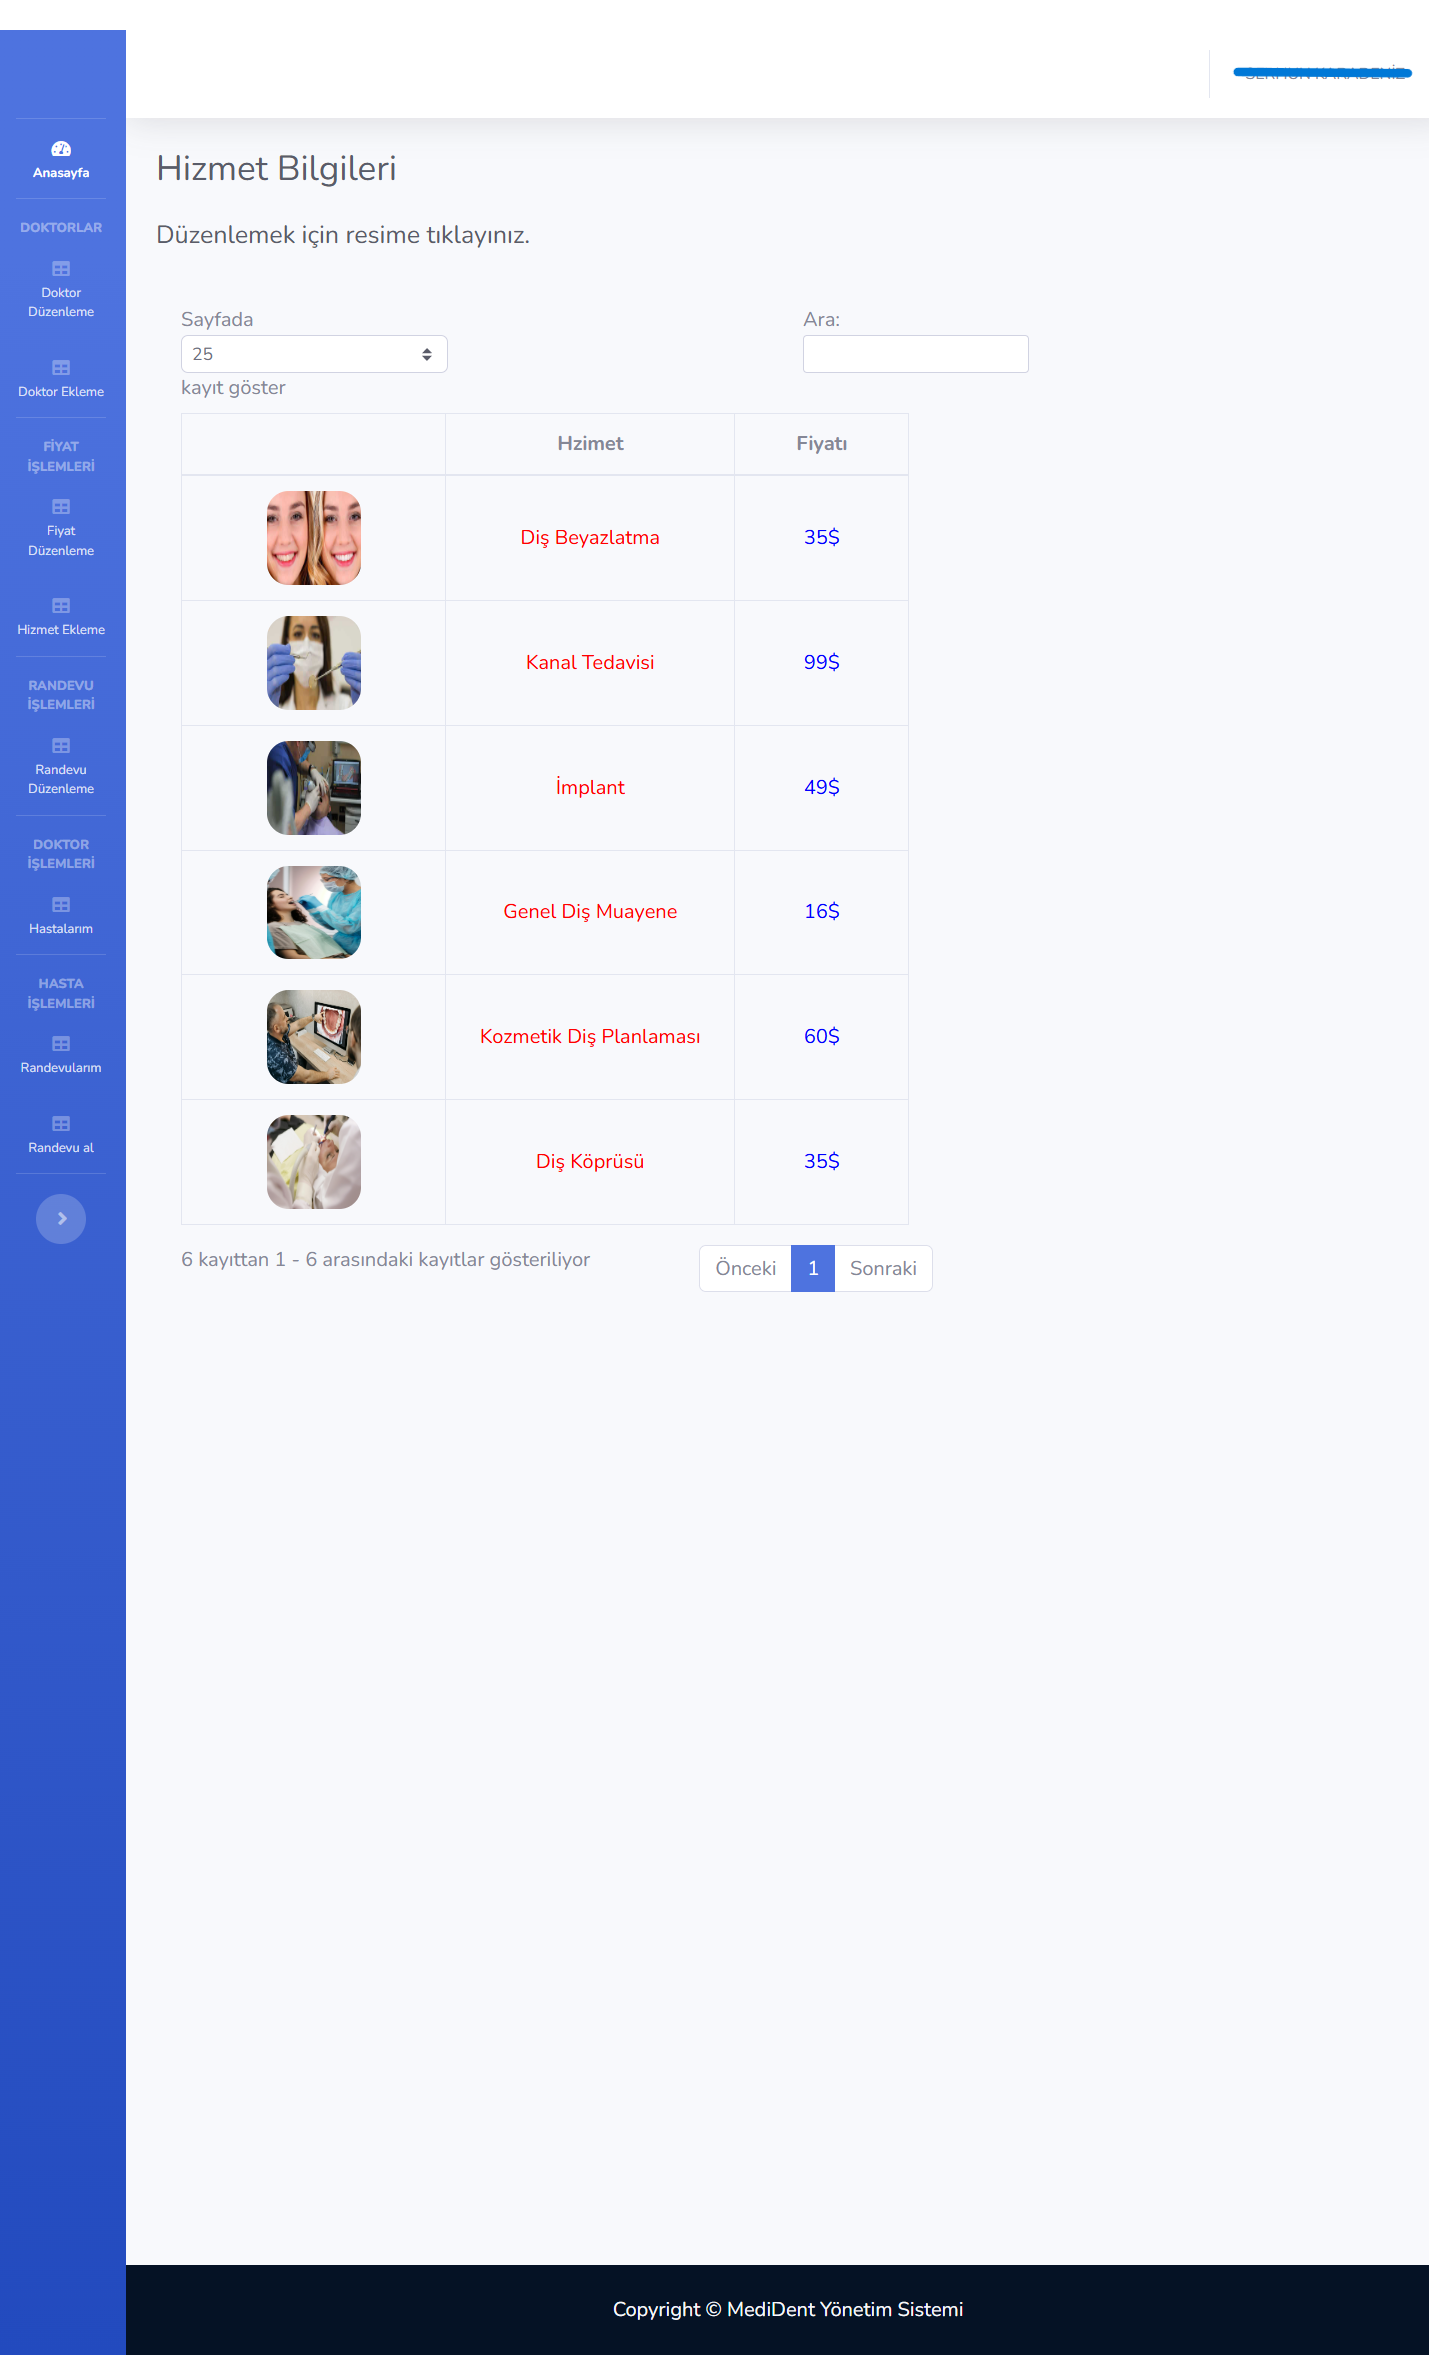 Anasayfa
DOKTORLAR
Doktor
Düzenleme
Doktor Ekleme
FİYAT
İŞLEMLERİ
Fiyat
Düzenleme
Hizmet Ekleme
RANDEVU
İŞLEMLERİ
Randevu
Düzenleme
DOKTOR
İŞLEMLERİ
Hastalarım
HASTA
İŞLEMLERİ
Randevularım
Randevu al
Hizmet Bilgileri
Düzenlemek için resime tıklayınız.
Sayfada
25
kayıt göster
Ara:
Hzimet Fiyatı
Diş Beyazlatma 35$
Kanal Tedavisi 99$
İmplant 49$
Genel Diş Muayene 16$
Kozmetik Diş Planlaması 60$
Diş Köprüsü 35$
6 kayıttan 1 - 6 arasındaki kayıtlar gösteriliyor
Önceki 1 Sonraki
Copyright © MediDent Yönetim Sistemi